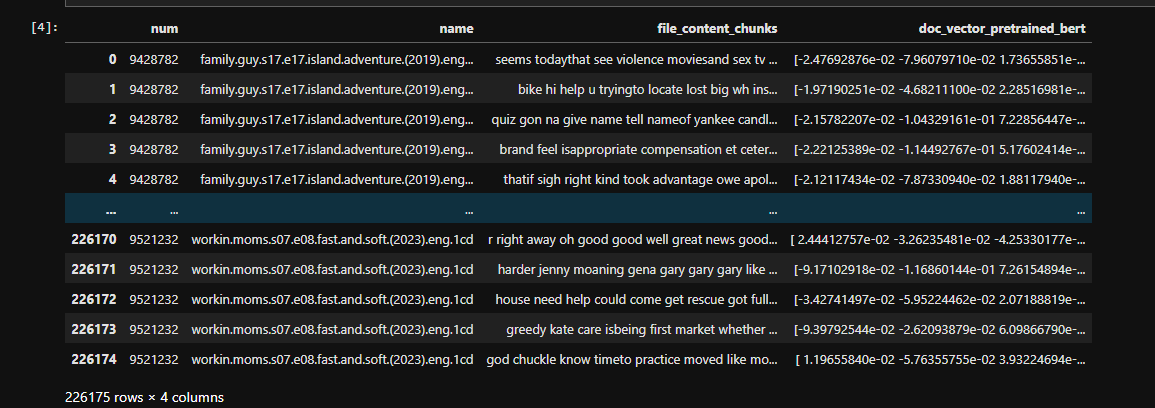 [4]:
num name file_content_chunks doc_vector_pretrained_bert
0 9428782 family.guy.s17.e17.island.adventure.(2019).eng... seems todaythat see violence moviesand sex tv ... [-2.47692876e-02 -7.96079710e-02 1.73655851e-...
1 9428782 family.guy.s17.e17.island.adventure.(2019).eng... bike hi help u tryingto locate lost big wh ins... [-1.97190251e-02 -4.68211100e-02 2.28516981e-...
2 9428782 family.guy.s17.e17.island.adventure.(2019).eng... quiz gon na give name tell nameof yankee candl... [-2.15782207e-02 -1.04329161e-01 7.22856447e-...
3 9428782 family.guy.s17.e17.island.adventure.(2019).eng... brand feel isappropriate compensation et ceter... [-2.22125389e-02 -1.14492767e-01 5.17602414e-...
4 9428782 family.guy.s17.e17.island.adventure.(2019).eng... thatif sigh right kind took advantage owe apol... [-2.12117434e-02 -7.87330940e-02 1.88117940e-...
... ... ... ... ...
226170 9521232 workin.moms.s07.e08.fast.and.soft.(2023).eng.1cd r right away oh good good well great news good... [ 2.44412757e-02 -3.26235481e-02 -4.25330177e-...
226171 9521232 workin.moms.s07.e08.fast.and.soft.(2023).eng.1cd harder jenny moaning gena gary gary gary like ... [-9.17102918e-02 -1.16860144e-01 7.26154894e-...
226172 9521232 workin.moms.s07.e08.fast.and.soft.(2023).eng.1cd house need help could come get rescue got full... [-3.42741497e-02 -5.95224462e-02 2.07188819e-...
226173 9521232 workin.moms.s07.e08.fast.and.soft.(2023).eng.1cd greedy kate care isbeing first market whether ... [-9.39792544e-02 -2.62093879e-02 6.09866790e-...
226174 9521232 workin.moms.s07.e08.fast.and.soft.(2023).eng.1cd god chuckle know timeto practice moved like mo... [ 1.19655840e-02 -5.76355755e-02 3.93224694e-...
226175 rows × 4 columns